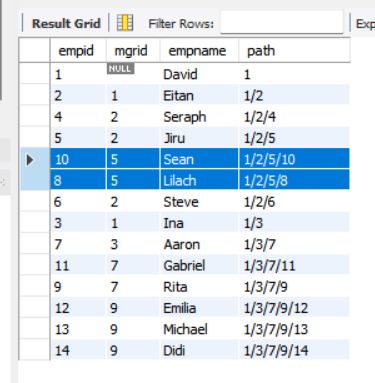 Result Grid Filter Rows: Exp
empid mgrid empname path
1 NULL David 1
2 1 Eitan 1/2
4 2 Seraph 1/2/4
5 2 Jiru 1/2/5
10 5 Sean 1/2/5/10
8 5 Lilach 1/2/5/8
6 2 Steve 1/2/6
3 1 Ina 1/3
7 3 Aaron 1/3/7
11 7 Gabriel 1/3/7/11
9 7 Rita 1/3/7/9
12 9 Emilia 1/3/7/9/12
13 9 Michael 1/3/7/9/13
14 9 Didi 1/3/7/9/14